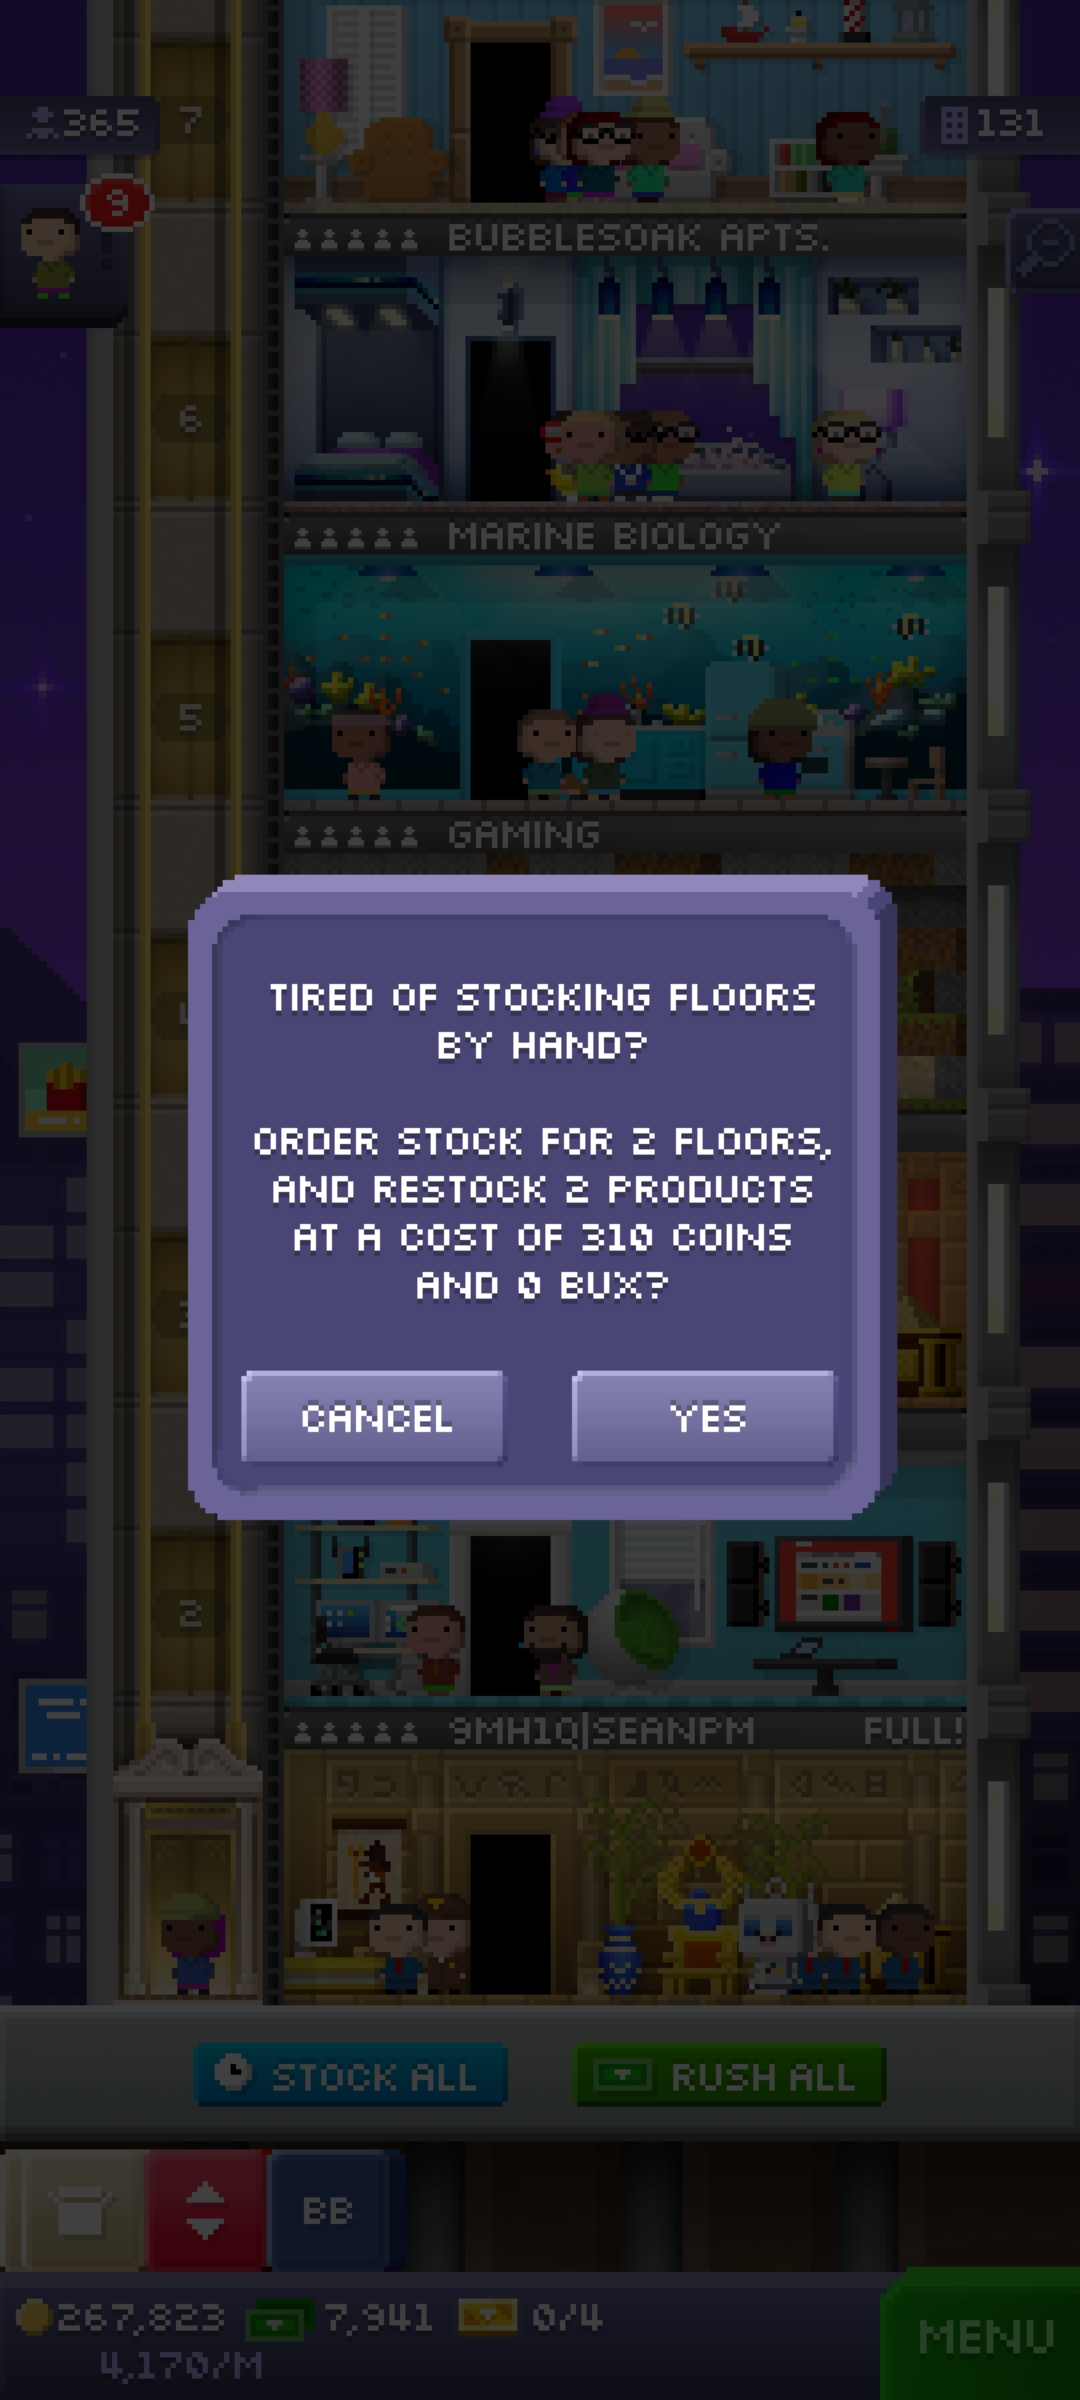 7
365
131
9
BUBBLESOAK APTS.
6
MARINE BIOLOGY
5
GAMING
TIRED OF STOCKING FLOORS
BY HAND?
ORDER STOCK FOR 2 FLOORS,
AND RESTOCK 2 PRODUCTS
AT A COST OF 310 COINS
AND 0 BUX?
CANCEL
YES
2
9MH1Q|SEANPM FULL!
STOCK ALL
RUSH ALL
BB
267,823
7,941
0/4
4,170/M
MENU